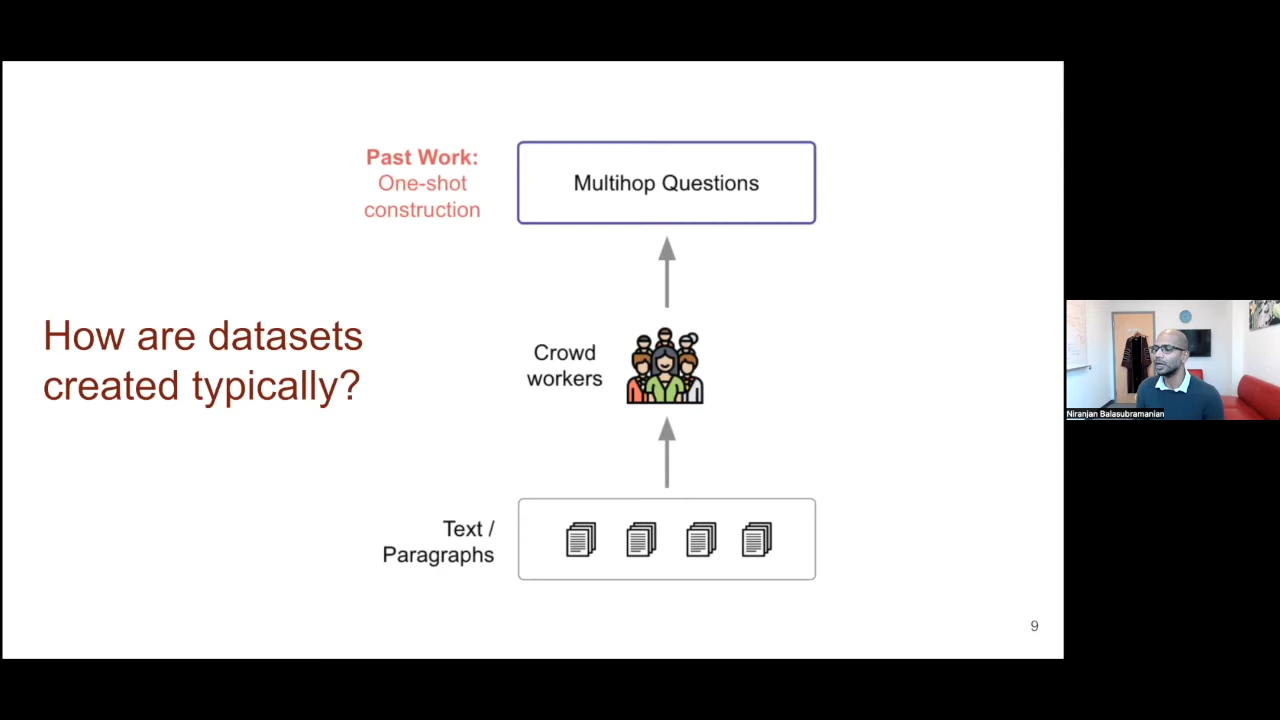 Past Work:
One-shot
construction
Multihop Questions
How are datasets
created typically?
Crowd
workers
Text /
Paragraphs
9
Niranjan Balasubramanian